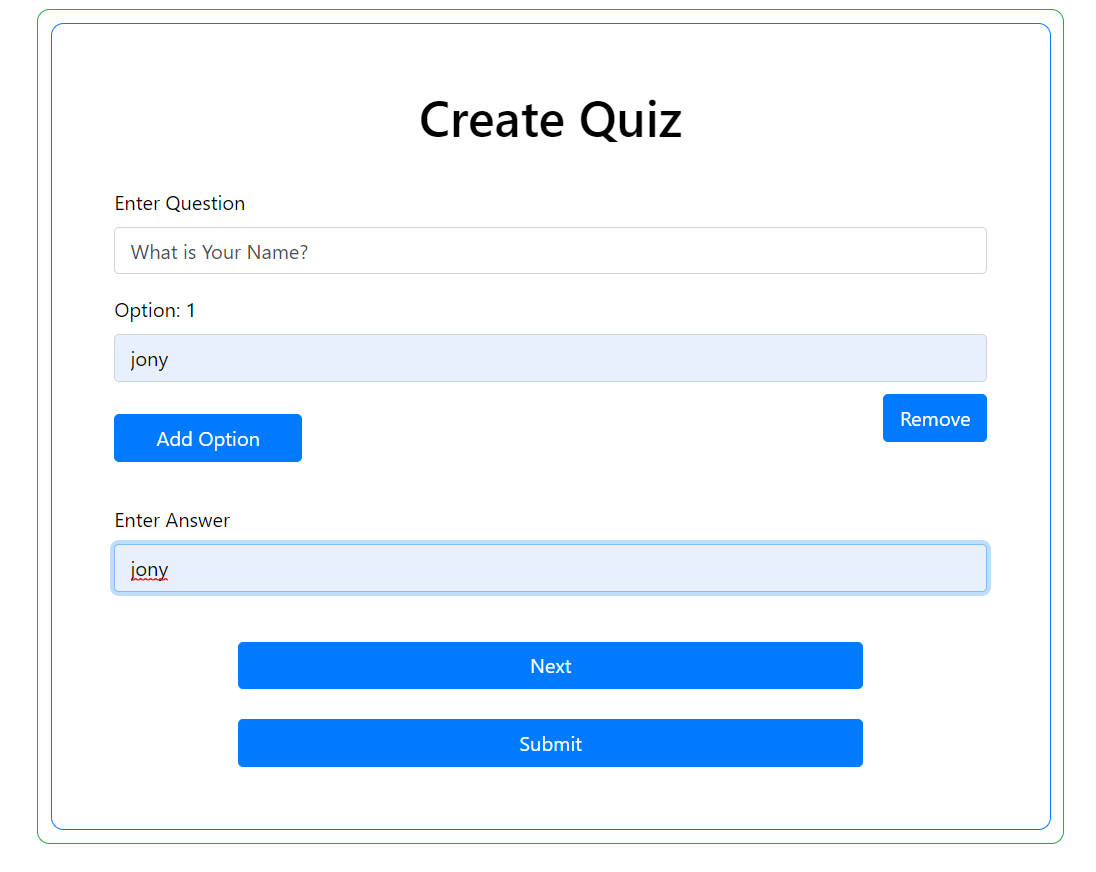 Create Quiz
Enter Question
What is Your Name?
Option: 1
jony
Remove
Add Option
Enter Answer
jony
Next
Submit